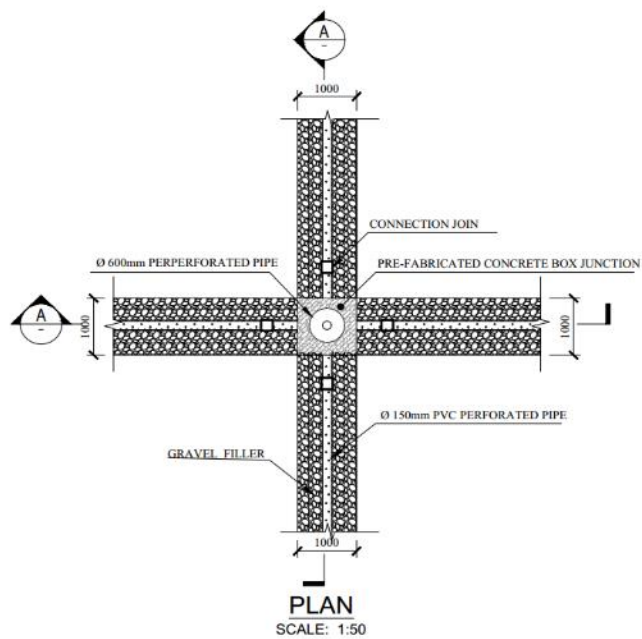 A
-
1000
CONNECTION JOIN
Ø 600mm PERPERFORATED PIPE
PRE-FABRICATED CONCRETE BOX JUNCTION
A
-
1000
1000
Ø 150mm PVC PERFORATED PIPE
GRAVEL FILLER
1000
PLAN
SCALE: 1:50